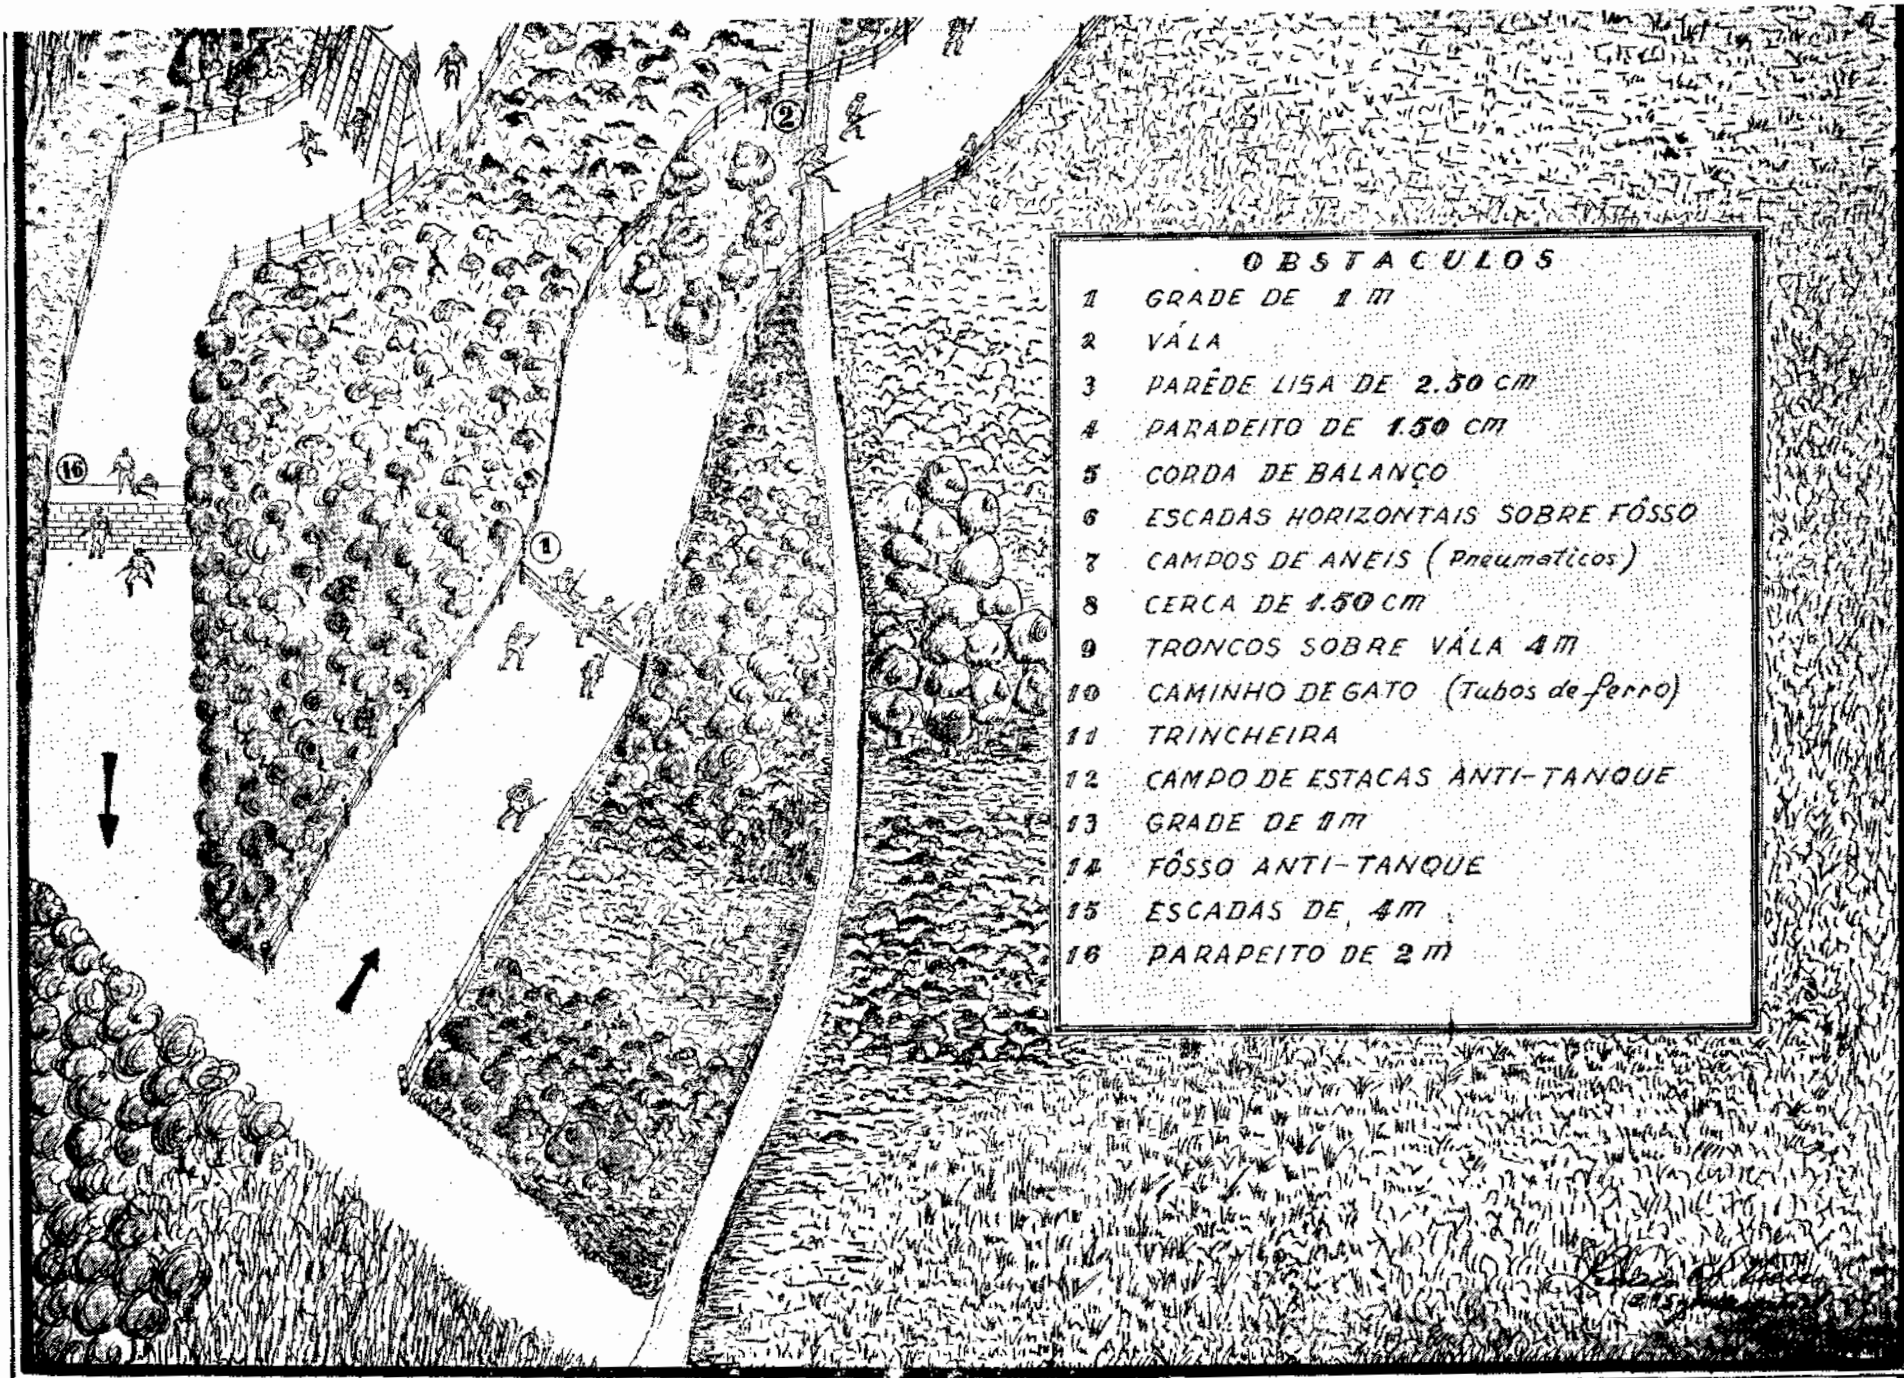 2
16
1
OBSTACULOS
1 GRADE DE 1 m
2 VÁLA
3 PARÊDE LISA DE 2.50 cm
4 PARAPEITO DE 1.50 cm
5 CORDA DE BALANÇO
6 ESCADAS HORIZONTAIS SOBRE FÔSSO
7 CAMPOS DE ANEIS (Pneumaticos)
8 CERCA DE 1.50 cm
9 TRONCOS SOBRE VÁLA 4 m
10 CAMINHO DE GATO (Tubos de ferro)
11 TRINCHEIRA
12 CAMPO DE ESTACAS ANTI-TANQUE
13 GRADE DE 1 m
14 FÔSSO ANTI-TANQUE
15 ESCADAS DE 4 m
16 PARAPEITO DE 2 m